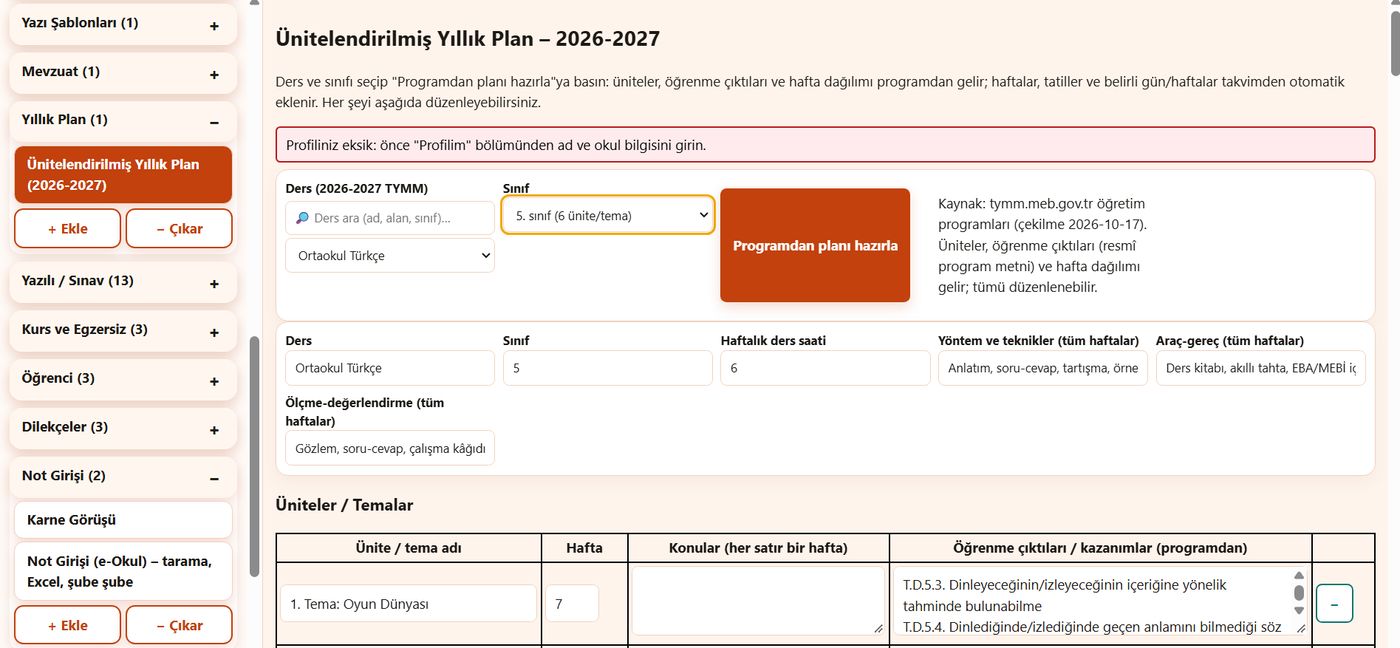 Yazı Şablonları (1) +
Mevzuat (1) +
Yıllık Plan (1) –
Ünitelendirilmiş Yıllık Plan
(2026-2027)
+ Ekle
– Çıkar
Yazılı / Sınav (13) +
Kurs ve Egzersiz (3) +
Öğrenci (3) +
Dilekçeler (3) +
Not Girişi (2) –
Karne Görüşü
Not Girişi (e-Okul) – tarama,
Excel, şube şube
+ Ekle
– Çıkar
Ünitelendirilmiş Yıllık Plan – 2026-2027
Ders ve sınıfı seçip "Programdan planı hazırla"ya basın: üniteler, öğrenme çıktıları ve hafta dağılımı programdan gelir; haftalar, tatiller ve belirli gün/haftalar takvimden otomatik
eklenir. Her şeyi aşağıda düzenleyebilirsiniz.
Profiliniz eksik: önce "Profilim" bölümünden ad ve okul bilgisini girin.
Ders (2026-2027 TYMM)
Ders ara (ad, alan, sınıf)...
Ortaokul Türkçe
Sınıf
5. sınıf (6 ünite/tema)
Programdan planı hazırla
Kaynak: tymm.meb.gov.tr öğretim
programları (çekilme 2026-10-17).
Üniteler, öğrenme çıktıları (resmî
program metni) ve hafta dağılımı
gelir; tümü düzenlenebilir.
Ders
Ortaokul Türkçe
Sınıf
5
Haftalık ders saati
6
Yöntem ve teknikler (tüm haftalar)
Anlatım, soru-cevap, tartışma, örne
Araç-gereç (tüm haftalar)
Ders kitabı, akıllı tahta, EBA/MEBİ iç
Ölçme-değerlendirme (tüm
haftalar)
Gözlem, soru-cevap, çalışma kâğıdı
Üniteler / Temalar
Ünite / tema adı
Hafta
Konular (her satır bir hafta)
Öğrenme çıktıları / kazanımlar (programdan)
1. Tema: Oyun Dünyası
7
T.D.5.3. Dinleyeceğinin/izleyeceğinin içeriğine yönelik
tahminde bulunabilme
T.D.5.4. Dinlediğinde/izlediğinde geçen anlamını bilmediği söz
–